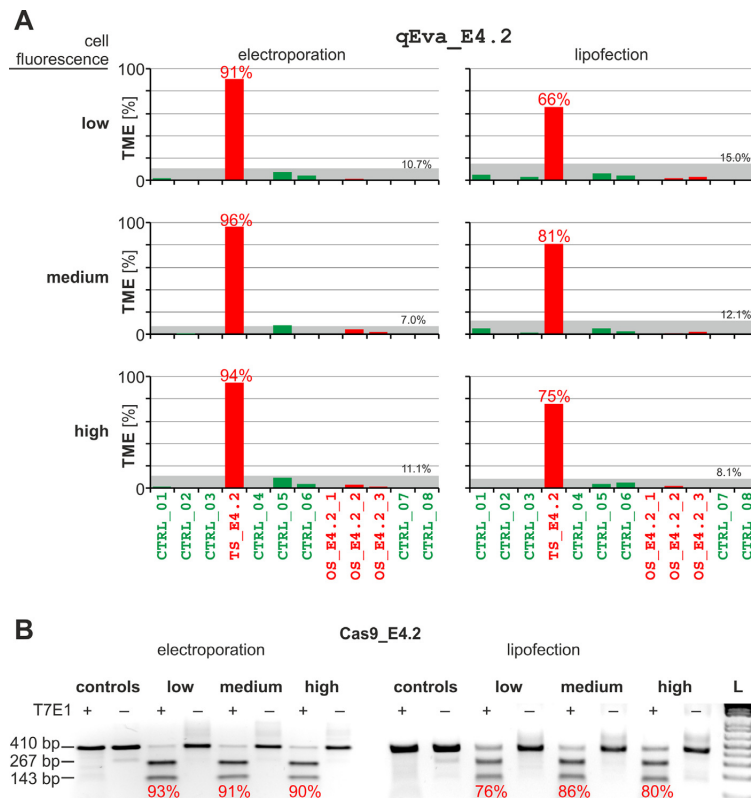 A
qEva_E4.2
cell
fluorescence
electroporation
lipofection
low
TME [%]
100
0
91%
10.7%
66%
15.0%
medium
TME [%]
100
0
96%
7.0%
81%
12.1%
high
TME [%]
100
0
94%
11.1%
75%
8.1%
CTRL_01
CTRL_02
CTRL_03
TS_E4.2
CTRL_04
CTRL_05
CTRL_06
OS_E4.2_1
OS_E4.2_2
OS_E4.2_3
CTRL_07
CTRL_08
CTRL_01
CTRL_02
CTRL_03
TS_E4.2
CTRL_04
CTRL_05
CTRL_06
OS_E4.2_1
OS_E4.2_2
OS_E4.2_3
CTRL_07
CTRL_08
B
Cas9_E4.2
electroporation
lipofection
controls low medium high controls low medium high L
T7E1 + – + – + – + – + – + – + – + –
410 bp
267 bp
143 bp
93% 91% 90% 76% 86% 80%